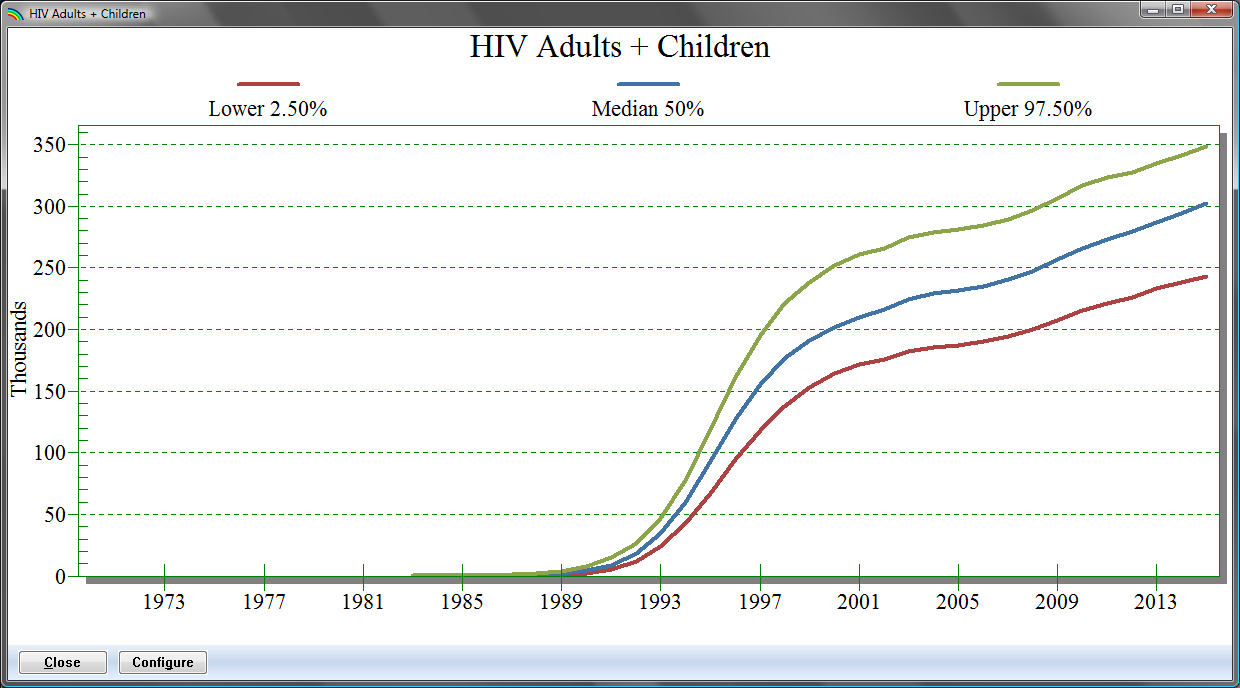 HIV Adults + Children
HIV Adults + Children
Lower 2.50% Median 50% Upper 97.50%
350
300
250
200
150
100
50
0
Thousands
1973 1977 1981 1985 1989 1993 1997 2001 2005 2009 2013
Close Configure